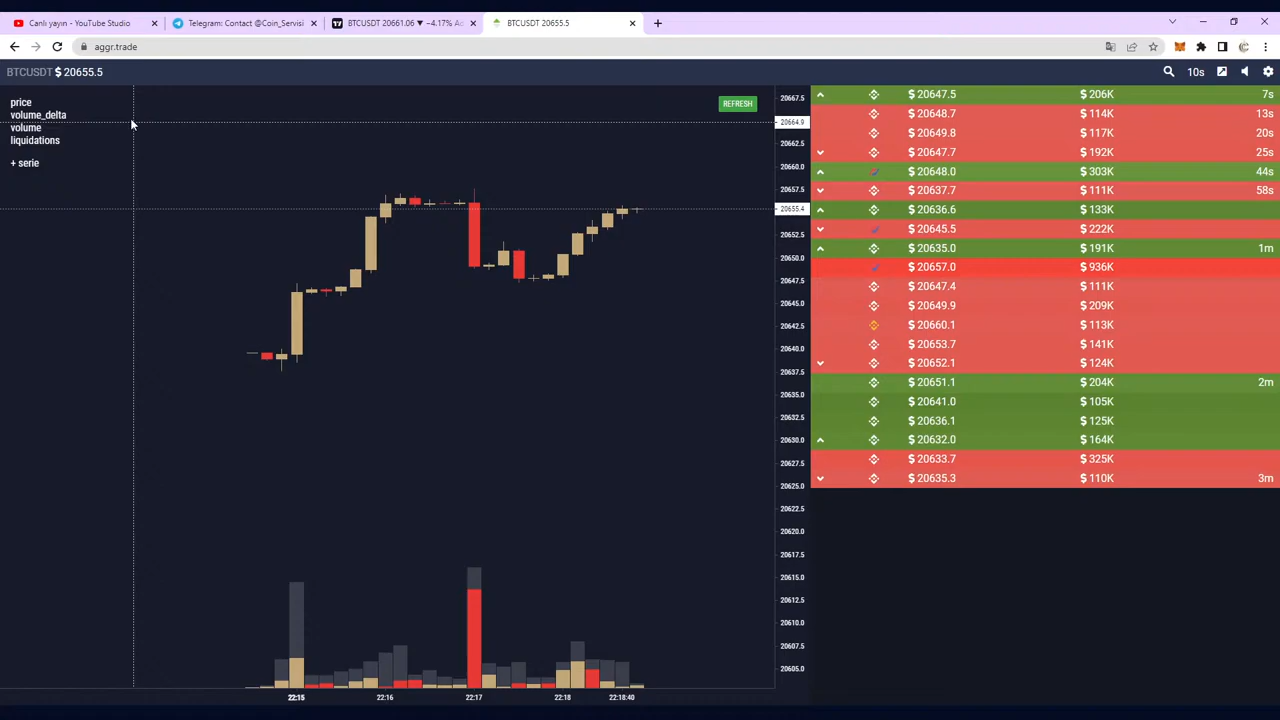 Canlı yayın - YouTube Studio
Telegram: Contact @Coin_Servisi
BTCUSDT 20661.06 ▼ −4.17%
BTCUSDT 20655.5
aggr.trade
BTCUSDT $ 20655.5
10s
price
volume_delta
volume
liquidations
+ serie
REFRESH
20667.5
20664.9
20662.5
20660.0
20657.5
20655.4
20652.5
20650.0
20647.5
20645.0
20642.5
20640.0
20637.5
20635.0
20632.5
20630.0
20627.5
20625.0
20622.5
20620.0
20617.5
20615.0
20612.5
20610.0
20607.5
20605.0
22:15
22:16
22:17
22:18
22:18:40
$ 20647.5 $ 206K 7s
$ 20648.7 $ 114K 13s
$ 20649.8 $ 117K 20s
$ 20647.7 $ 192K 25s
$ 20648.0 $ 303K 44s
$ 20637.7 $ 111K 58s
$ 20636.6 $ 133K
$ 20645.5 $ 222K
$ 20635.0 $ 191K 1m
$ 20657.0 $ 936K
$ 20647.4 $ 111K
$ 20649.9 $ 209K
$ 20660.1 $ 113K
$ 20653.7 $ 141K
$ 20652.1 $ 124K
$ 20651.1 $ 204K 2m
$ 20641.0 $ 105K
$ 20636.1 $ 125K
$ 20632.0 $ 164K
$ 20633.7 $ 325K
$ 20635.3 $ 110K 3m